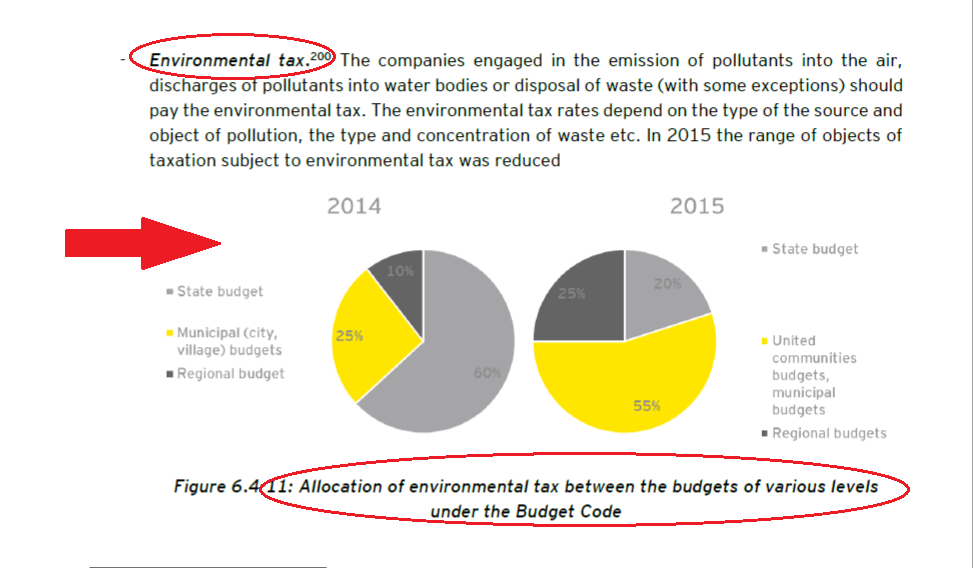 - Environmental tax.200 The companies engaged in the emission of pollutants into the air,
discharges of pollutants into water bodies or disposal of waste (with some exceptions) should
pay the environmental tax. The environmental tax rates depend on the type of the source and
object of pollution, the type and concentration of waste etc. In 2015 the range of objects of
taxation subject to environmental tax was reduced
2014
State budget
Municipal (city,
village) budgets
Regional budget
10%
25%
60%
2015
25%
20%
55%
State budget
United
communities
budgets,
municipal
budgets
Regional budgets
Figure 6.4.11: Allocation of environmental tax between the budgets of various levels
under the Budget Code